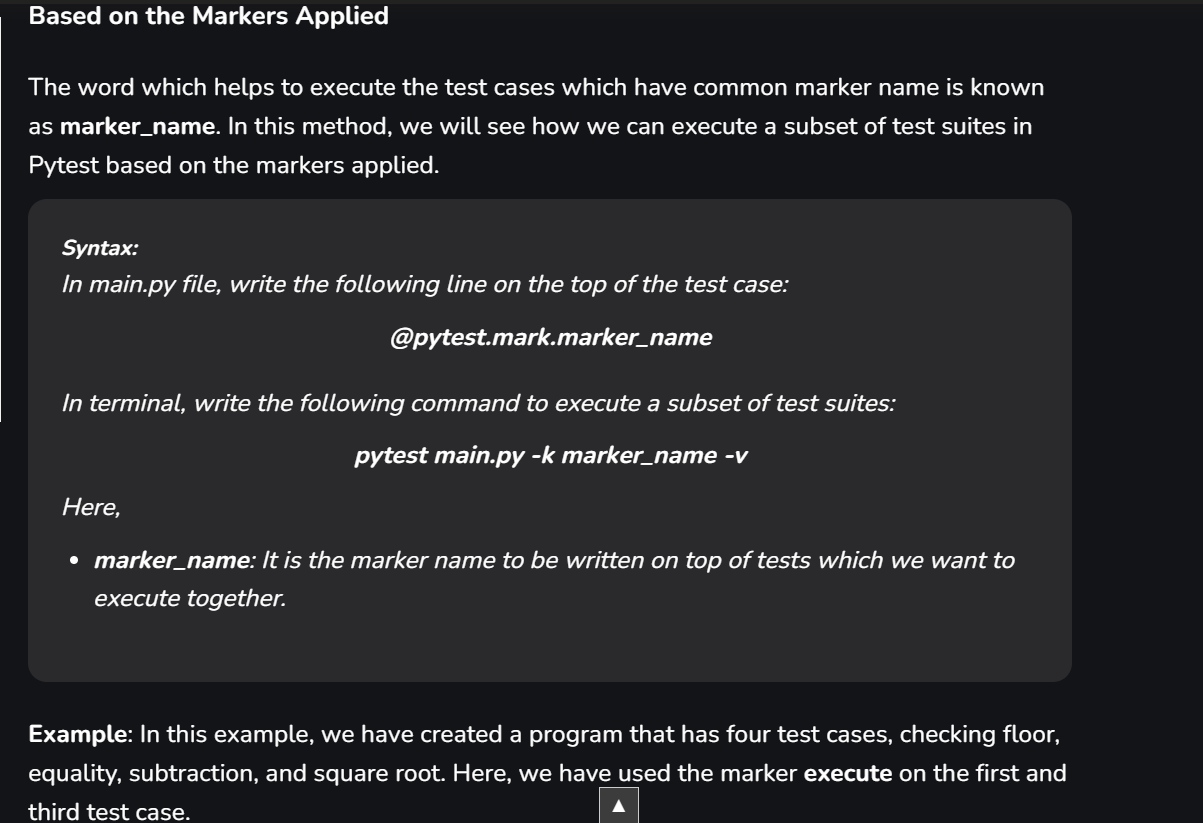 Based on the Markers Applied
The word which helps to execute the test cases which have common marker name is known
as marker_name. In this method, we will see how we can execute a subset of test suites in
Pytest based on the markers applied.
Syntax:
In main.py file, write the following line on the top of the test case:
@pytest.mark.marker_name
In terminal, write the following command to execute a subset of test suites:
pytest main.py -k marker_name -v
Here,
• marker_name: It is the marker name to be written on top of tests which we want to
execute together.
Example: In this example, we have created a program that has four test cases, checking floor,
equality, subtraction, and square root. Here, we have used the marker execute on the first and
third test case.